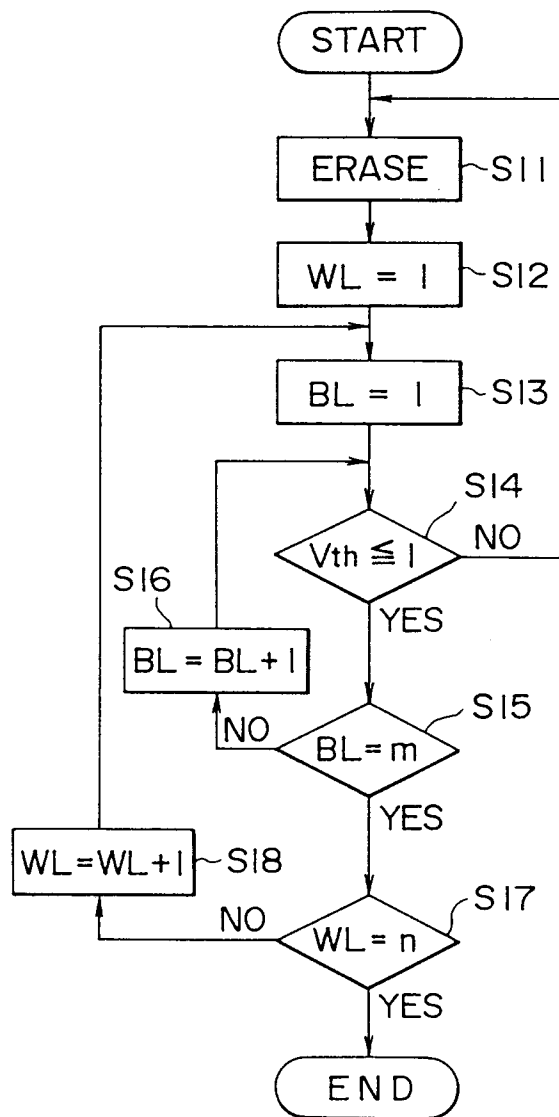 START
ERASE
S11
WL = 1
S12
BL = 1
S13
S14
Vth ≦ 1
NO
YES
S16
BL = BL + 1
S15
BL = m
NO
YES
WL = WL + 1
S18
S17
WL = n
NO
YES
END